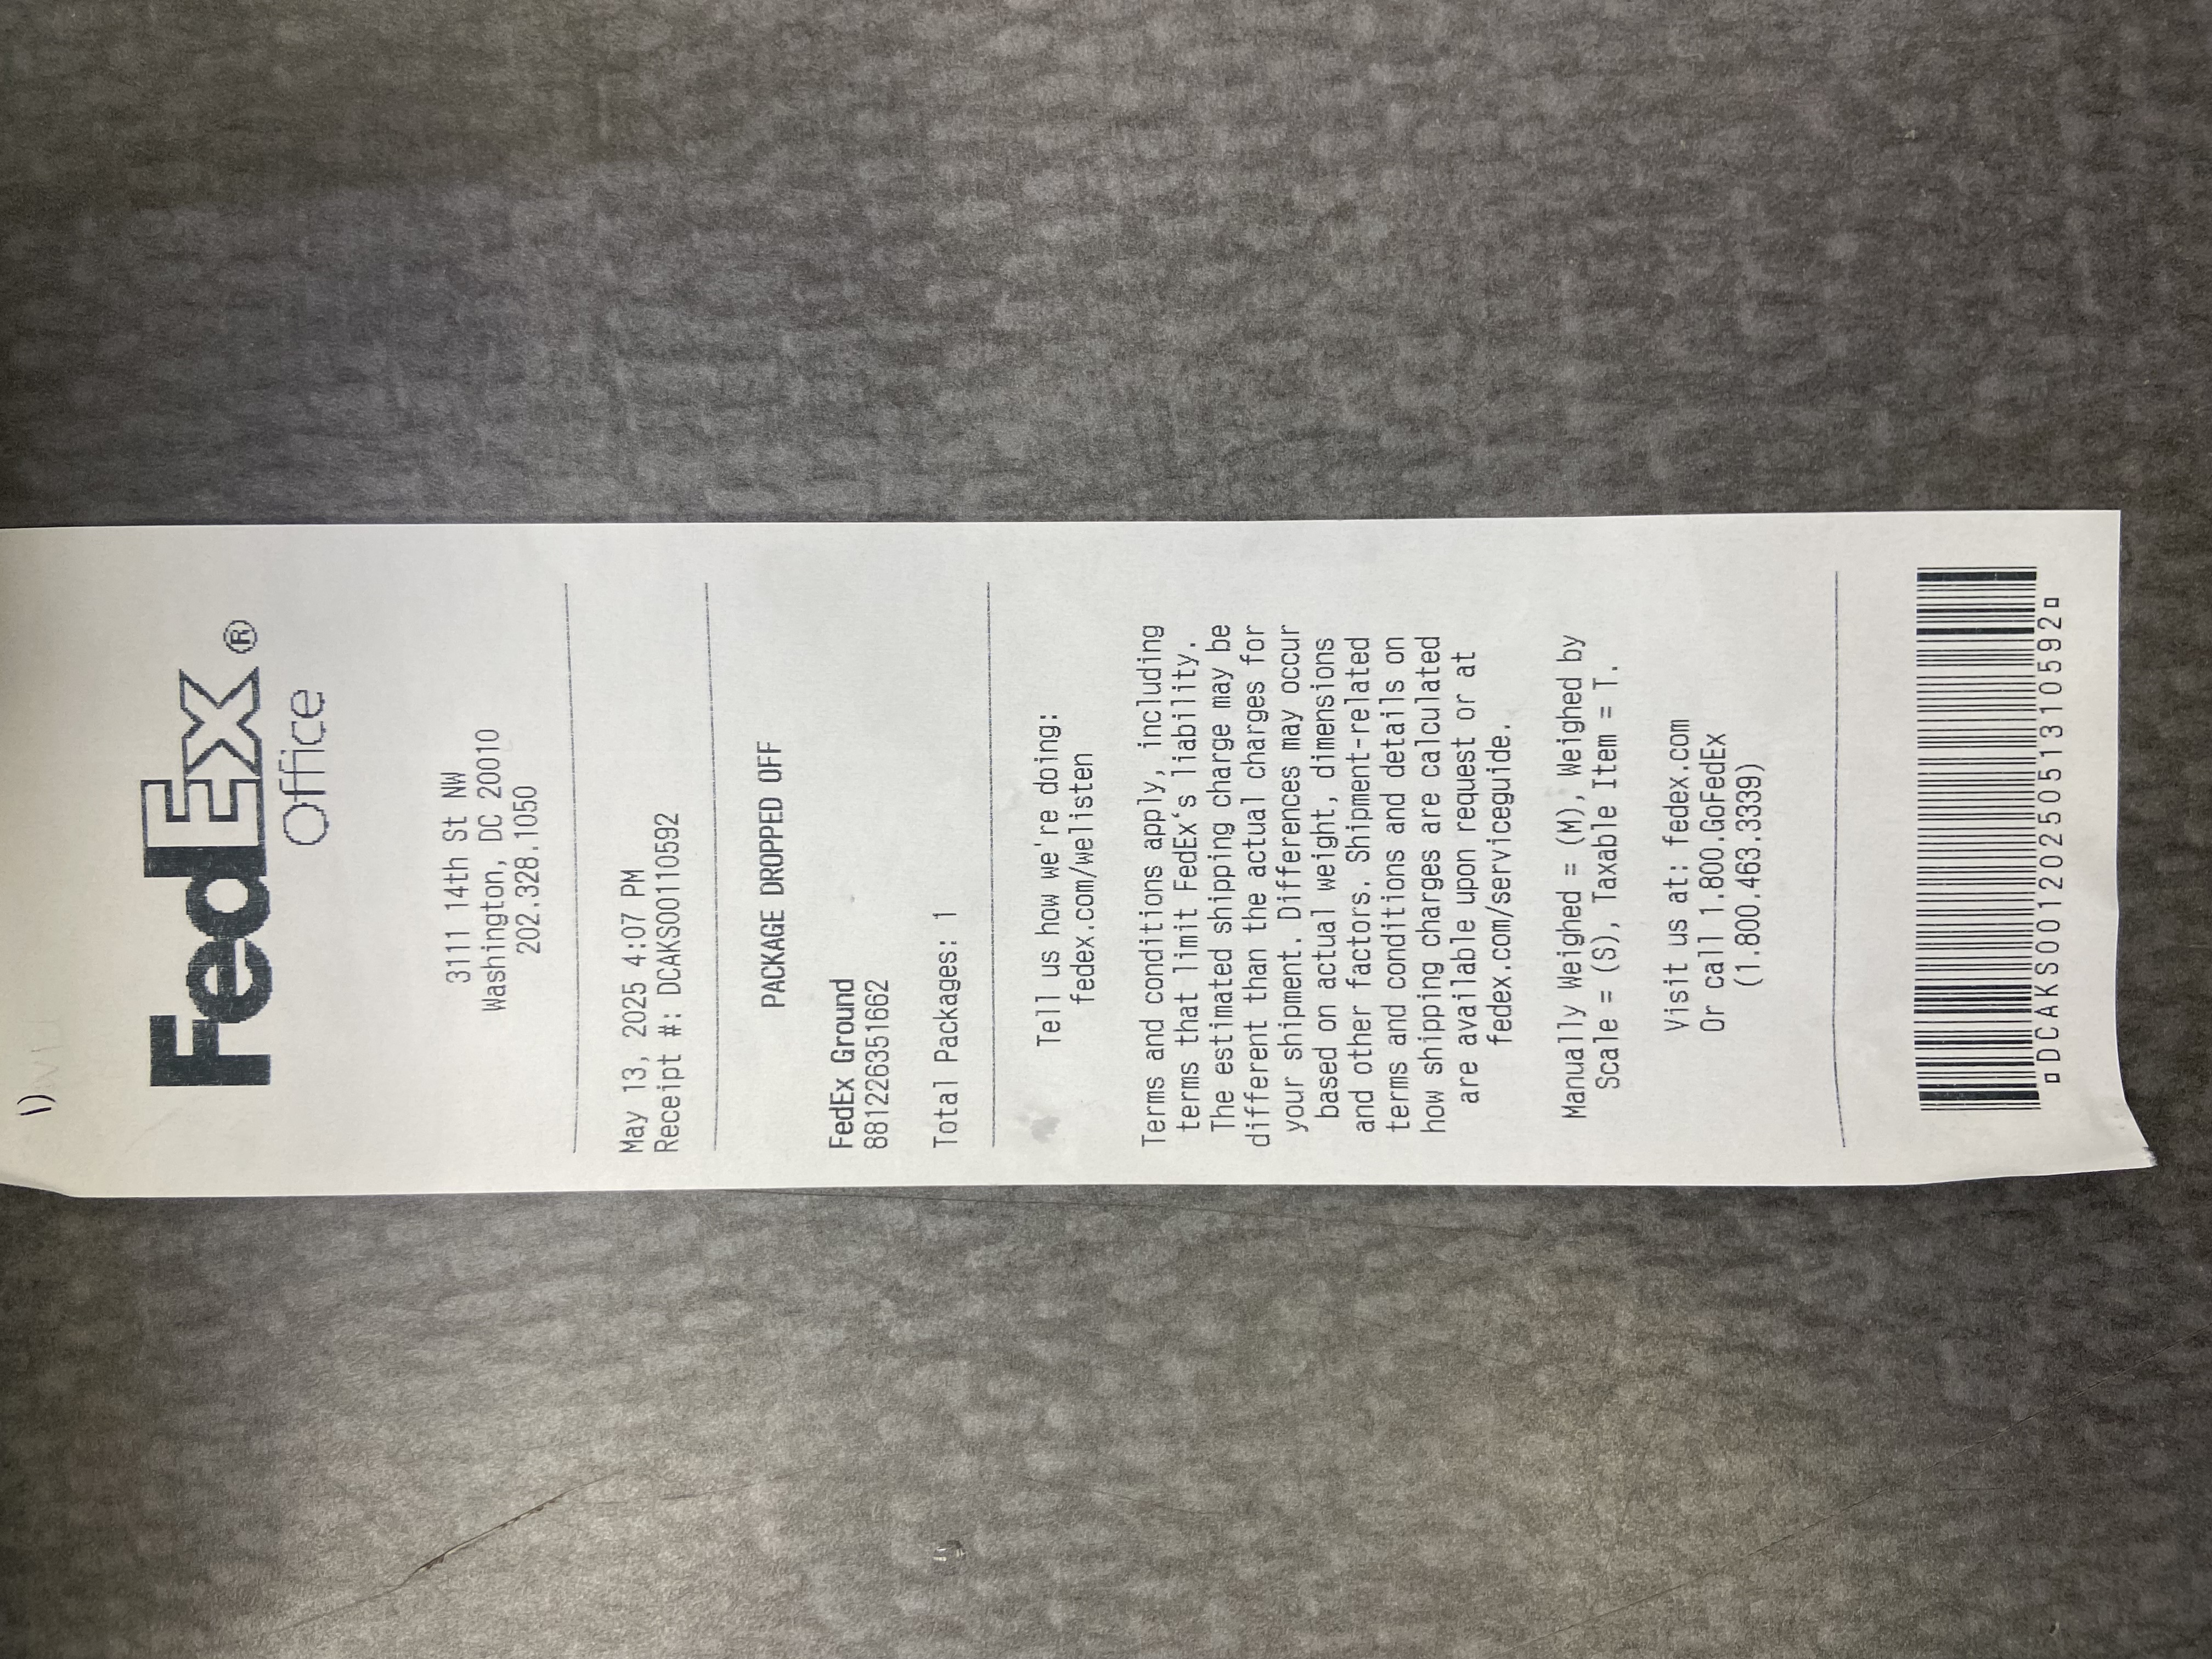 FedEx®
Office
3111 14th St NW
Washington, DC 20010
202.328.1050
May 13, 2025 4:07 PM
Receipt #: DCAKS00110592
PACKAGE DROPPED OFF
FedEx Ground
881226351662
Total Packages: 1
Tell us how we're doing:
fedex.com/welisten
Terms and conditions apply, including
terms that limit FedEx's liability.
The estimated shipping charge may be
different than the actual charges for
your shipment. Differences may occur
based on actual weight, dimensions
and other factors. Shipment-related
terms and conditions and details on
how shipping charges are calculated
are available upon request or at
fedex.com/serviceguide.
Manually Weighed = (M), Weighed by
Scale = (S), Taxable Item = T.
Visit us at: fedex.com
Or call 1.800.GoFedEx
(1.800.463.3339)
DCAKS0012025051310592